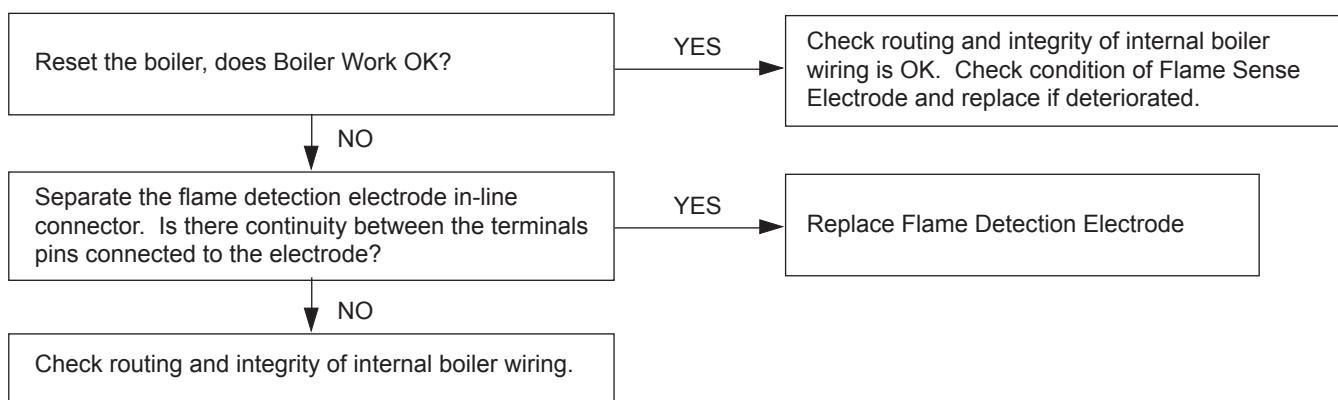 Reset the boiler, does Boiler Work OK?
YES
Check routing and integrity of internal boiler
wiring is OK.  Check condition of Flame Sense
Electrode and replace if deteriorated.
NO
Separate the flame detection electrode in-line
connector.  Is there continuity between the terminals
pins connected to the electrode?
YES
Replace Flame Detection Electrode
NO
Check routing and integrity of internal boiler wiring.